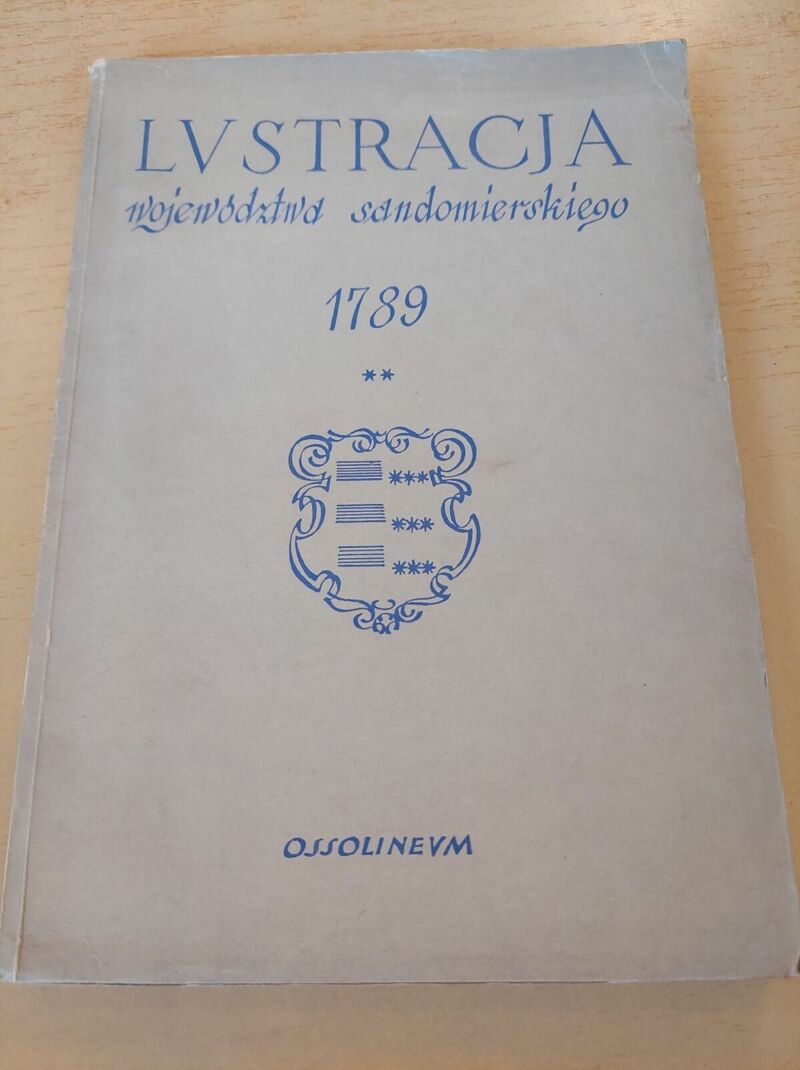 LVSTRACJA
województwa sandomierskiego
1789
**
OSSOLINEVM